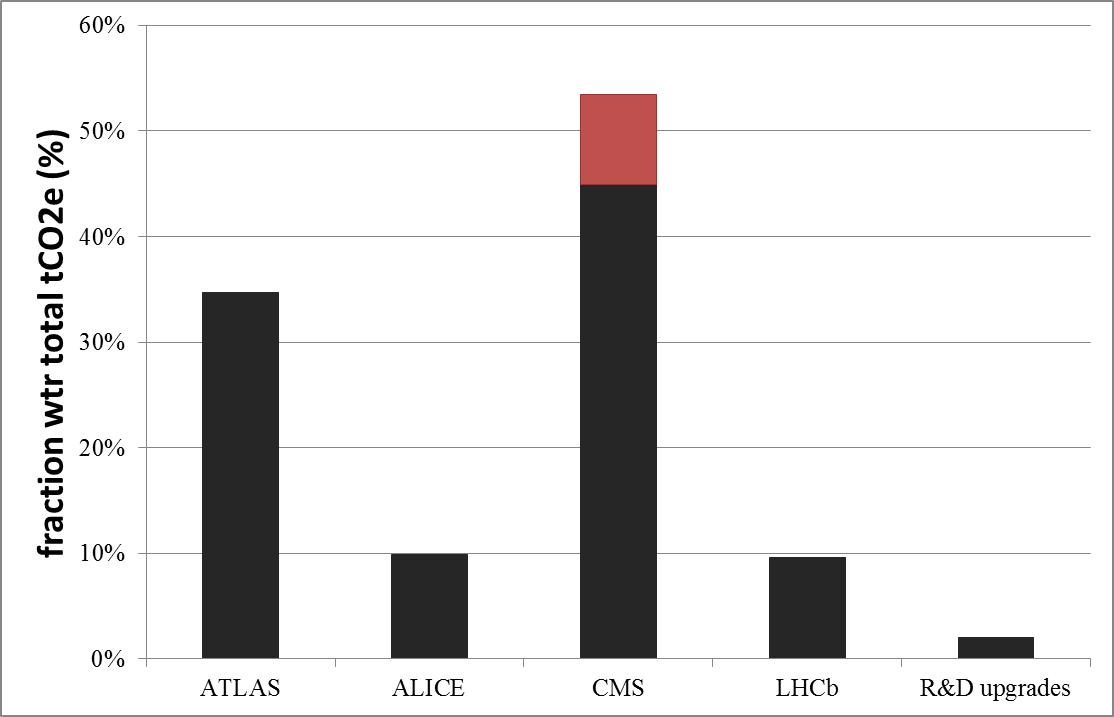 fraction wtr total tCO2e (%)
60%
50%
40%
30%
20%
10%
0%
ATLAS
ALICE
CMS
LHCb
R&D upgrades